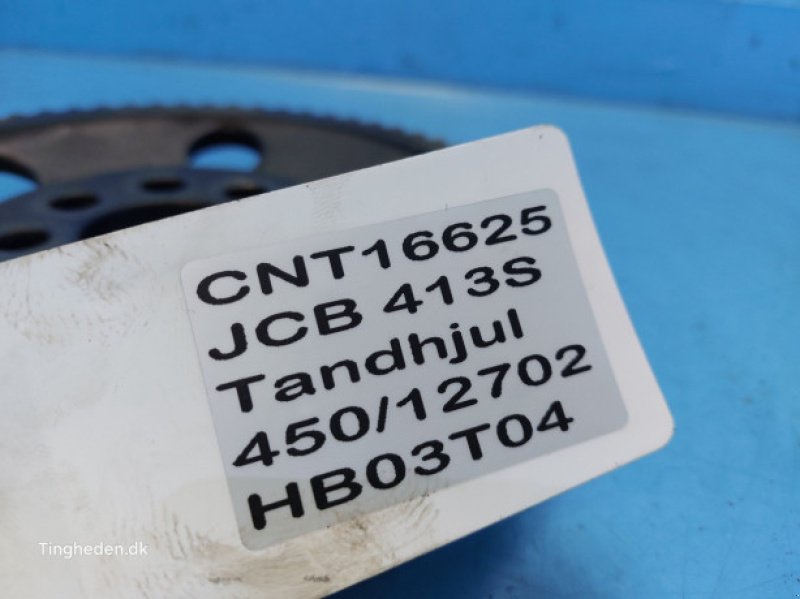 CNT16625
JCB 413S
Tandhjul
450/12702
HB03T04
Tingheden.dk